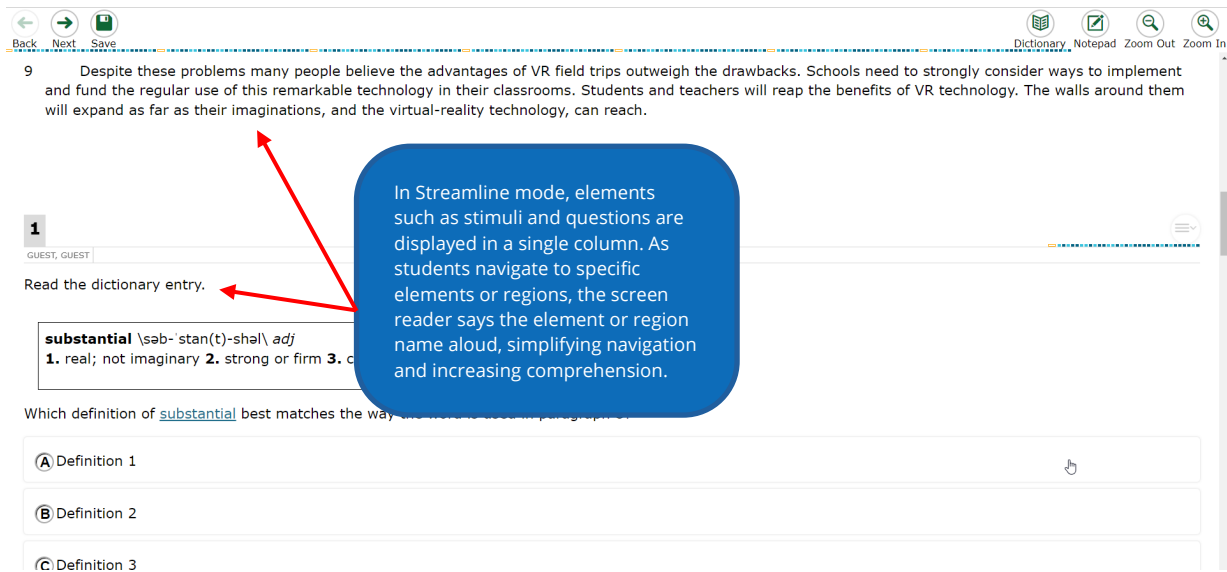 Back Next Save Dictionary Notepad Zoom Out Zoom In
9 Despite these problems many people believe the advantages of VR field trips outweigh the drawbacks. Schools need to strongly consider ways to implement
and fund the regular use of this remarkable technology in their classrooms. Students and teachers will reap the benefits of VR technology. The walls around them
will expand as far as their imaginations, and the virtual-reality technology, can reach.
In Streamline mode, elements
such as stimuli and questions are
displayed in a single column. As
students navigate to specific
elements or regions, the screen
reader says the element or region
name aloud, simplifying navigation
and increasing comprehension.
1
GUEST, GUEST
Read the dictionary entry.
substantial \səb-ˈstan(t)-shəl\ adj
1. real; not imaginary 2. strong or firm 3.
Which definition of substantial best matches the way
A Definition 1
B Definition 2
C Definition 3